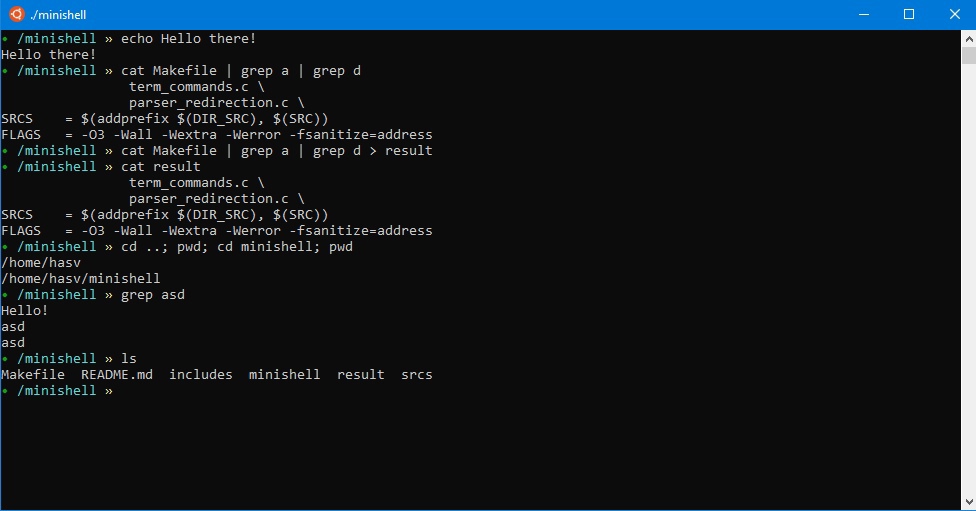 ./minishell
• /minishell » echo Hello there!
Hello there!
• /minishell » cat Makefile | grep a | grep d
                term_commands.c \
                parser_redirection.c \
SRCS    = $(addprefix $(DIR_SRC), $(SRC))
FLAGS   = -O3 -Wall -Wextra -Werror -fsanitize=address
• /minishell » cat Makefile | grep a | grep d > result
• /minishell » cat result
                term_commands.c \
                parser_redirection.c \
SRCS    = $(addprefix $(DIR_SRC), $(SRC))
FLAGS   = -O3 -Wall -Wextra -Werror -fsanitize=address
• /minishell » cd ..; pwd; cd minishell; pwd
/home/hasv
/home/hasv/minishell
• /minishell » grep asd
Hello!
asd
asd
• /minishell » ls
Makefile  README.md  includes  minishell  result  srcs
• /minishell »